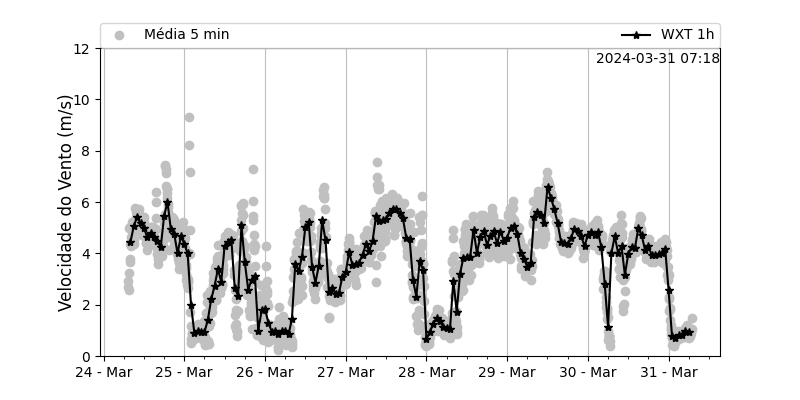 Média 5 min
WXT 1h
2024-03-31 07:18
Velocidade do Vento (m/s)
12
10
8
6
4
2
0
24 - Mar
25 - Mar
26 - Mar
27 - Mar
28 - Mar
29 - Mar
30 - Mar
31 - Mar